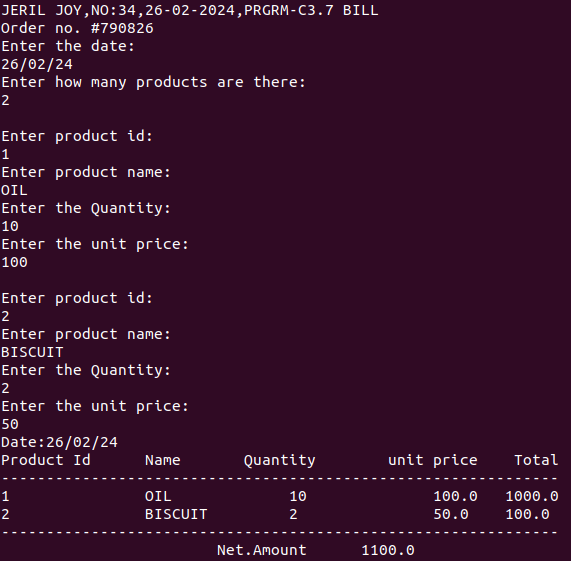 JERIL JOY,NO:34,26-02-2024,PRGRM-C3.7 BILL
Order no. #790826
Enter the date:
26/02/24
Enter how many products are there:
2
Enter product id:
1
Enter product name:
OIL
Enter the Quantity:
10
Enter the unit price:
100
Enter product id:
2
Enter product name:
BISCUIT
Enter the Quantity:
2
Enter the unit price:
50
Date:26/02/24
Product Id      Name       Quantity        unit price    Total
--------------------------------------------------------------
1               OIL             10              100.0   1000.0
2               BISCUIT         2               50.0    100.0
--------------------------------------------------------------
                        Net.Amount      1100.0